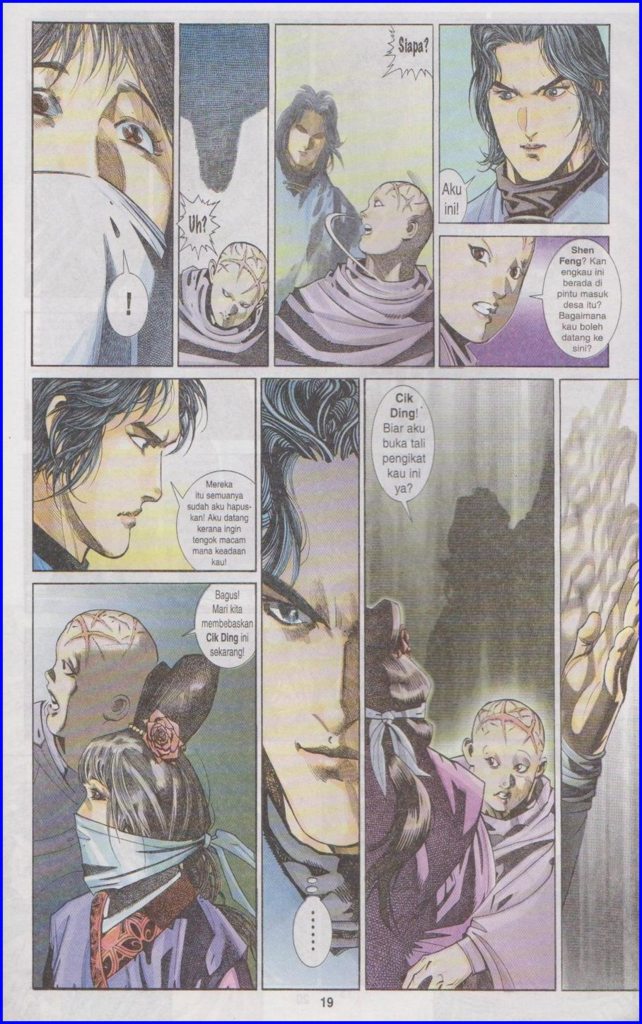 !
Uh?
Siapa?
Aku
ini!
Shen
Feng? Kan
engkau ini
berada di
pintu masuk
desa itu?
Bagaimana
kau boleh
datang ke
sini?
Mereka
itu semuanya
sudah aku hapus-
kan! Aku datang
kerana ingin
tengok macam
mana keadaan
kau!
Bagus!
Mari kita
membebaskan
Cik Ding ini
sekarang!
......
Cik
Ding!
Biar aku
buka tali
pengikat
kau ini
ya?
19